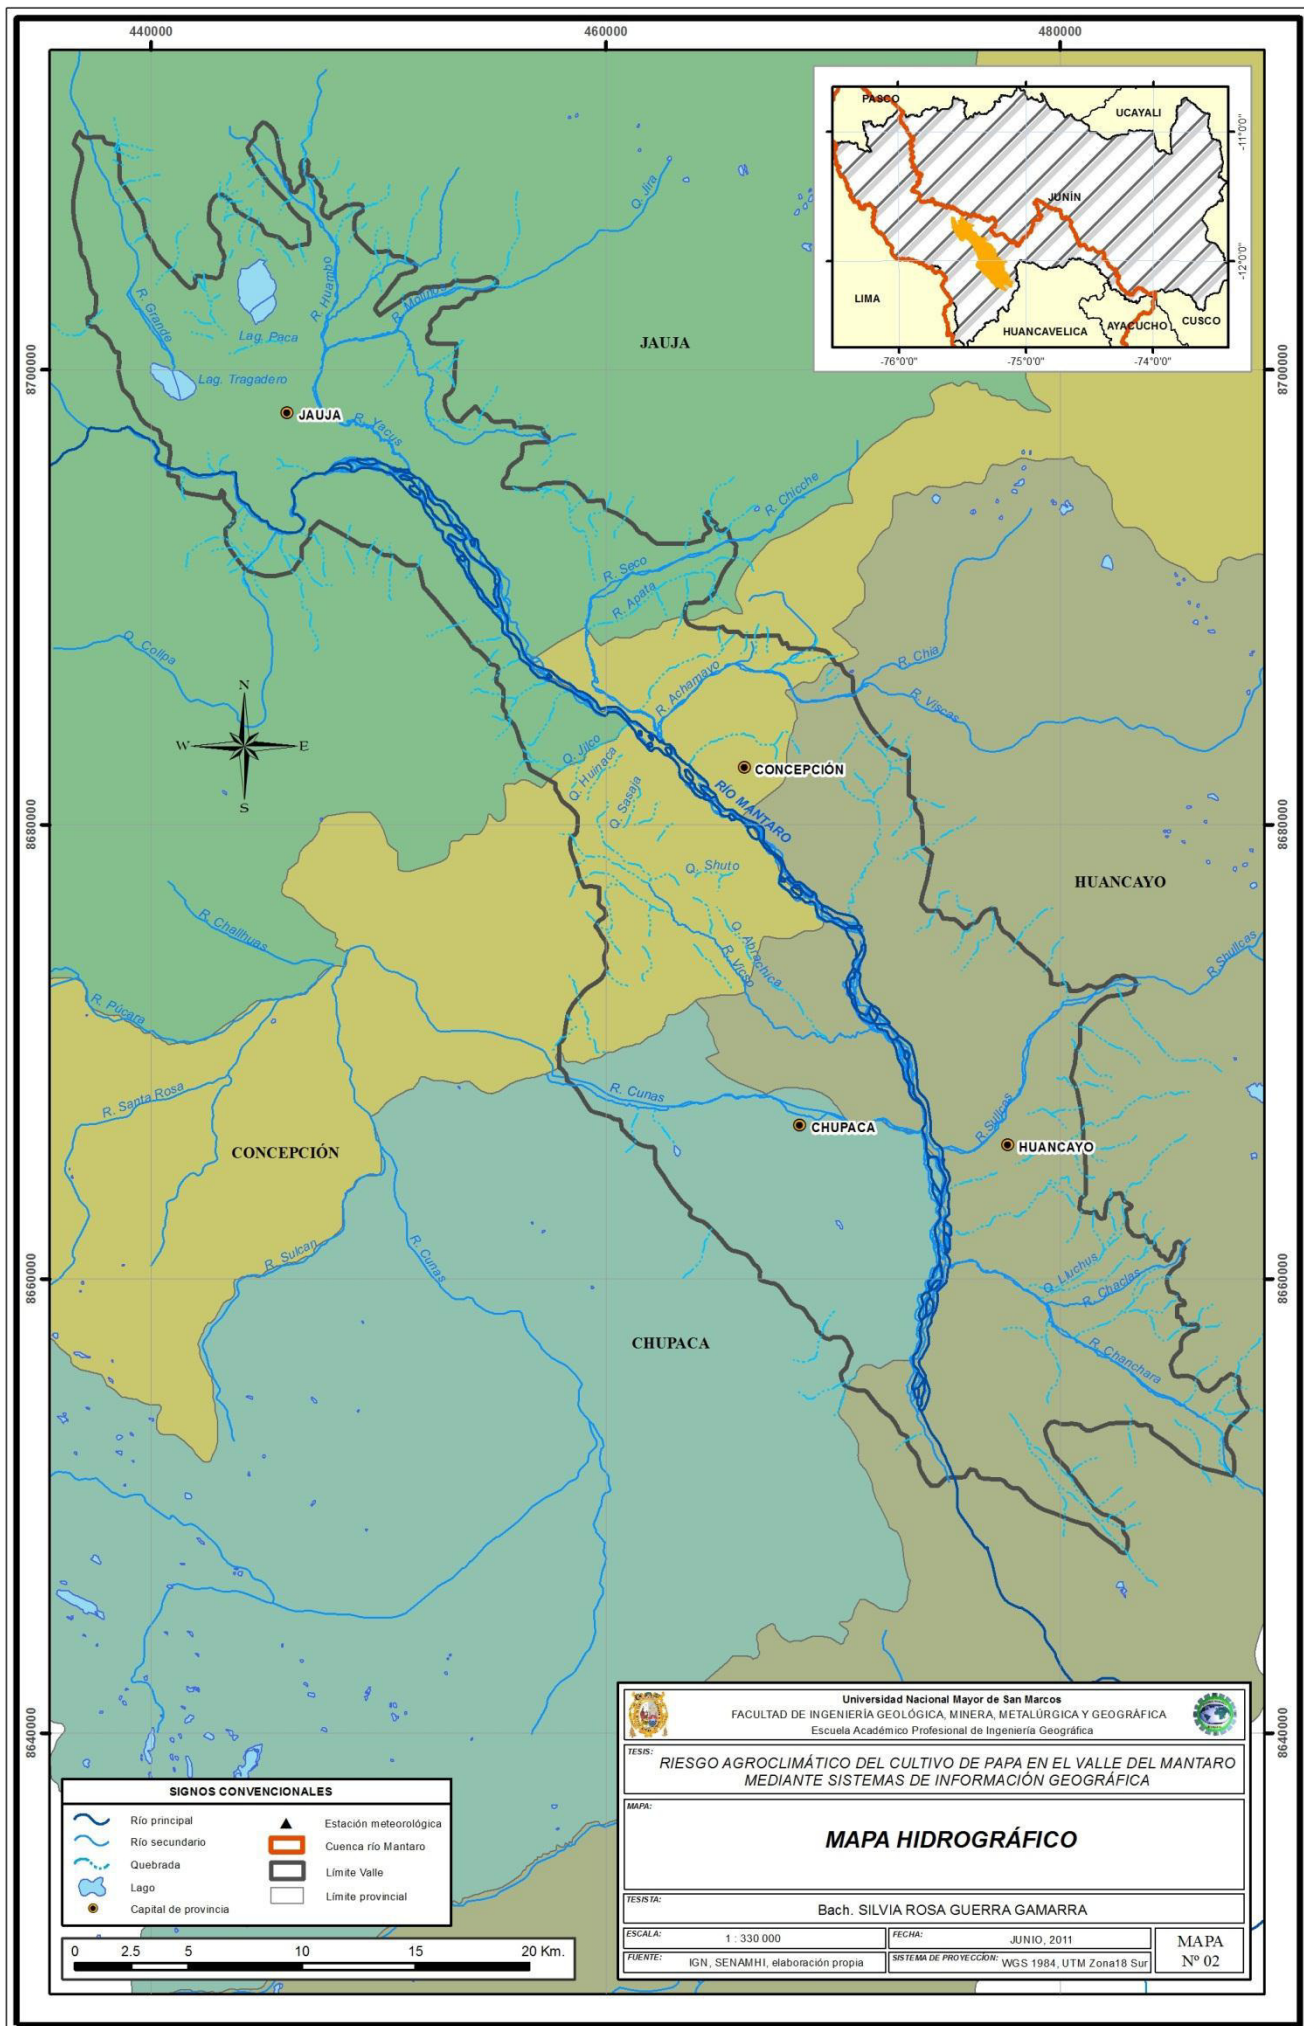 440000
460000
480000
PASCO
UCAYALI
JUNÍN
LIMA
HUANCAVELICA
AYACUCHO
CUSCO
-11°0'0"
-12°0'0"
-76°0'0"
-75°0'0"
-74°0'0"
8700000
8700000
Q. Jira
R. Huambo
R. Molinos
R. Grande
Lag. Paca
JAUJA
Lag. Tragadero
JAUJA
R. Yacus
R. Chicche
R. Seco
R. Apata
Q. Collpa
R. Chia
R. Achamayo
R. Viscas
N
W
E
S
Q. Jilco
Q. Huinaca
CONCEPCIÓN
Q. Sasaja
RÍO MANTARO
8680000
8680000
Q. Shuto
HUANCAYO
R. Challhuas
Q. Abrachica
R. Vicso
R. Shullcas
R. Púcara
R. Santa Rosa
R. Cunas
R. Sullcas
CHUPACA
HUANCAYO
CONCEPCIÓN
R. Sulcan
R. Cunas
8660000
8660000
Q. Lluchus
R. Chaclas
CHUPACA
R. Chanchara
8640000
8640000
Universidad Nacional Mayor de San Marcos
FACULTAD DE INGENIERÍA GEOLÓGICA, MINERA, METALÚRGICA Y GEOGRÁFICA
Escuela Académico Profesional de Ingeniería Geográfica
TESIS:
RIESGO AGROCLIMÁTICO DEL CULTIVO DE PAPA EN EL VALLE DEL MANTARO
MEDIANTE SISTEMAS DE INFORMACIÓN GEOGRÁFICA
MAPA:
MAPA HIDROGRÁFICO
TESISTA:
Bach. SILVIA ROSA GUERRA GAMARRA
ESCALA:
1 : 330 000
FECHA:
JUNIO, 2011
MAPA
Nº 02
FUENTE:
IGN, SENAMHI, elaboración propia
SISTEMA DE PROYECCIÓN:
WGS 1984, UTM Zona18 Sur
SIGNOS CONVENCIONALES
Río principal
Río secundario
Quebrada
Lago
Capital de provincia
Estación meteorológica
Cuenca río Mantaro
Límite Valle
Límite provincial
0 2.5 5 10 15 20 Km.